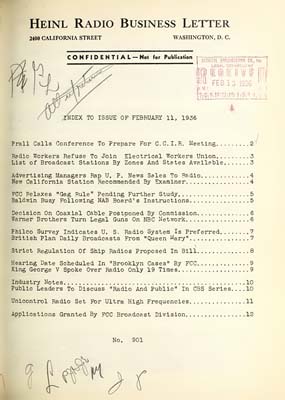 HEINL RADIO BUSINESS LETTER
2400 CALIFORNIA STREET WASHINGTON, D. C.
CONFIDENTIAL—Not for Publication
RECEIVED
FEB 13 1936
INDEX TO ISSUE OF FEBRUARY 11, 1936
Prall Calls Conference To Prepare For C.C.I.R. Meeting........2
Radio Workers Refuse To Join Electrical Workers Union.........3
List of Broadcast Stations By Zones And States Available......3
Advertising Managers Rap U. P. News Sales To Radio............4
New California Station Recommended By Examiner................4
FCC Relaxes "Gag Rule" Pending Further Study..................5
Baldwin Busy Following NAB Board's Instructions...............5
Decision On Coaxial Cable Postponed By Commission.............6
Warner Brothers Turn Legal Guns On NBC Network................6
Philco Survey Indicates U. S. Radio System Is Preferred.......7
British Plan Daily Broadcasts From "Queen Mary"...............7
Strict Regulation Of Ship Radios Proposed In Bill.............8
Hearing Date Scheduled In "Brooklyn Cases" By FCC.............9
King George V Spoke Over Radio Only 19 Times..................9
Industry Notes...............................................10
Public Leaders To Discuss "Radio And Public" In CBS Series...10
Unicontrol Radio Set For Ultra High Frequencies..............11
Applications Granted By FCC Broadcast Division...............12
No. 901